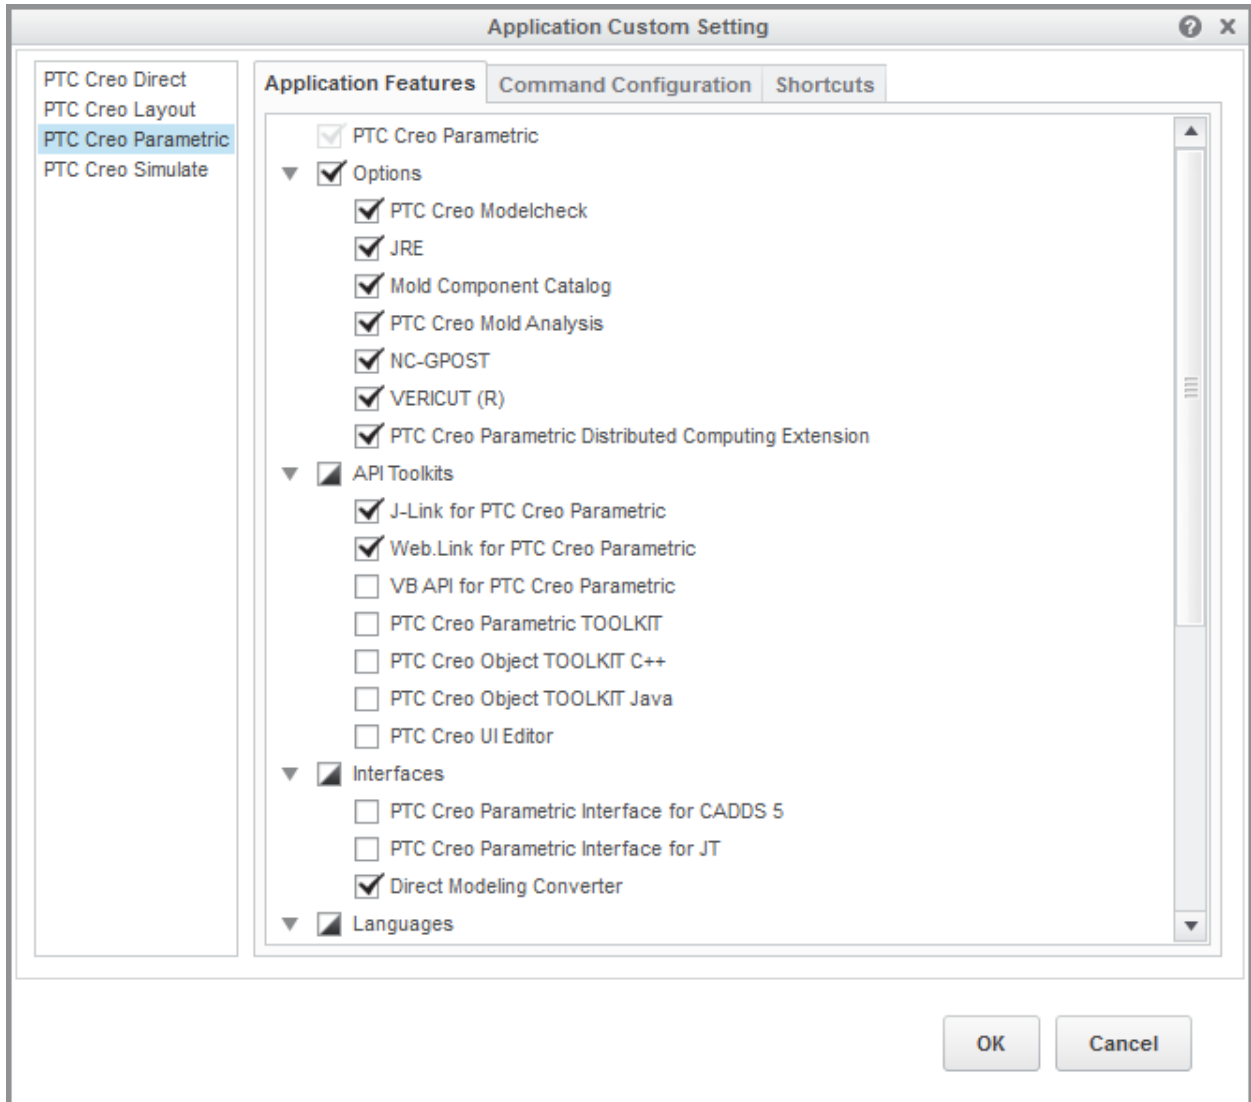 Application Custom Setting
PTC Creo Direct
PTC Creo Layout
PTC Creo Parametric
PTC Creo Simulate
Application Features
Command Configuration
Shortcuts
PTC Creo Parametric
Options
PTC Creo Modelcheck
JRE
Mold Component Catalog
PTC Creo Mold Analysis
NC-GPOST
VERICUT (R)
PTC Creo Parametric Distributed Computing Extension
API Toolkits
J-Link for PTC Creo Parametric
Web.Link for PTC Creo Parametric
VB API for PTC Creo Parametric
PTC Creo Parametric TOOLKIT
PTC Creo Object TOOLKIT C++
PTC Creo Object TOOLKIT Java
PTC Creo UI Editor
Interfaces
PTC Creo Parametric Interface for CADDS 5
PTC Creo Parametric Interface for JT
Direct Modeling Converter
Languages
OK
Cancel